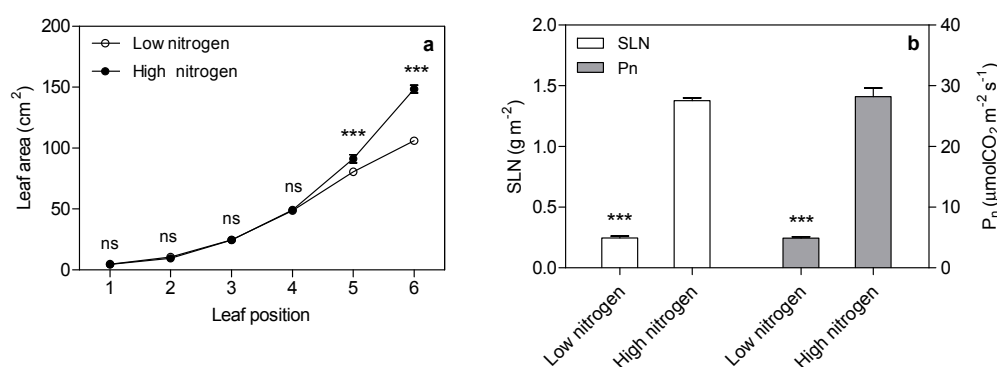 a
Low nitrogen
High nitrogen
Leaf area (cm²)
200
150
100
50
0
ns
ns
ns
ns
***
***
1 2 3 4 5 6
Leaf position
b
SLN
Pn
SLN (g m⁻²)
2.0
1.5
1.0
0.5
0.0
***
***
40
30
20
10
0
Pₙ (μmolCO₂ m⁻² s⁻¹)
Low nitrogen
High nitrogen
Low nitrogen
High nitrogen